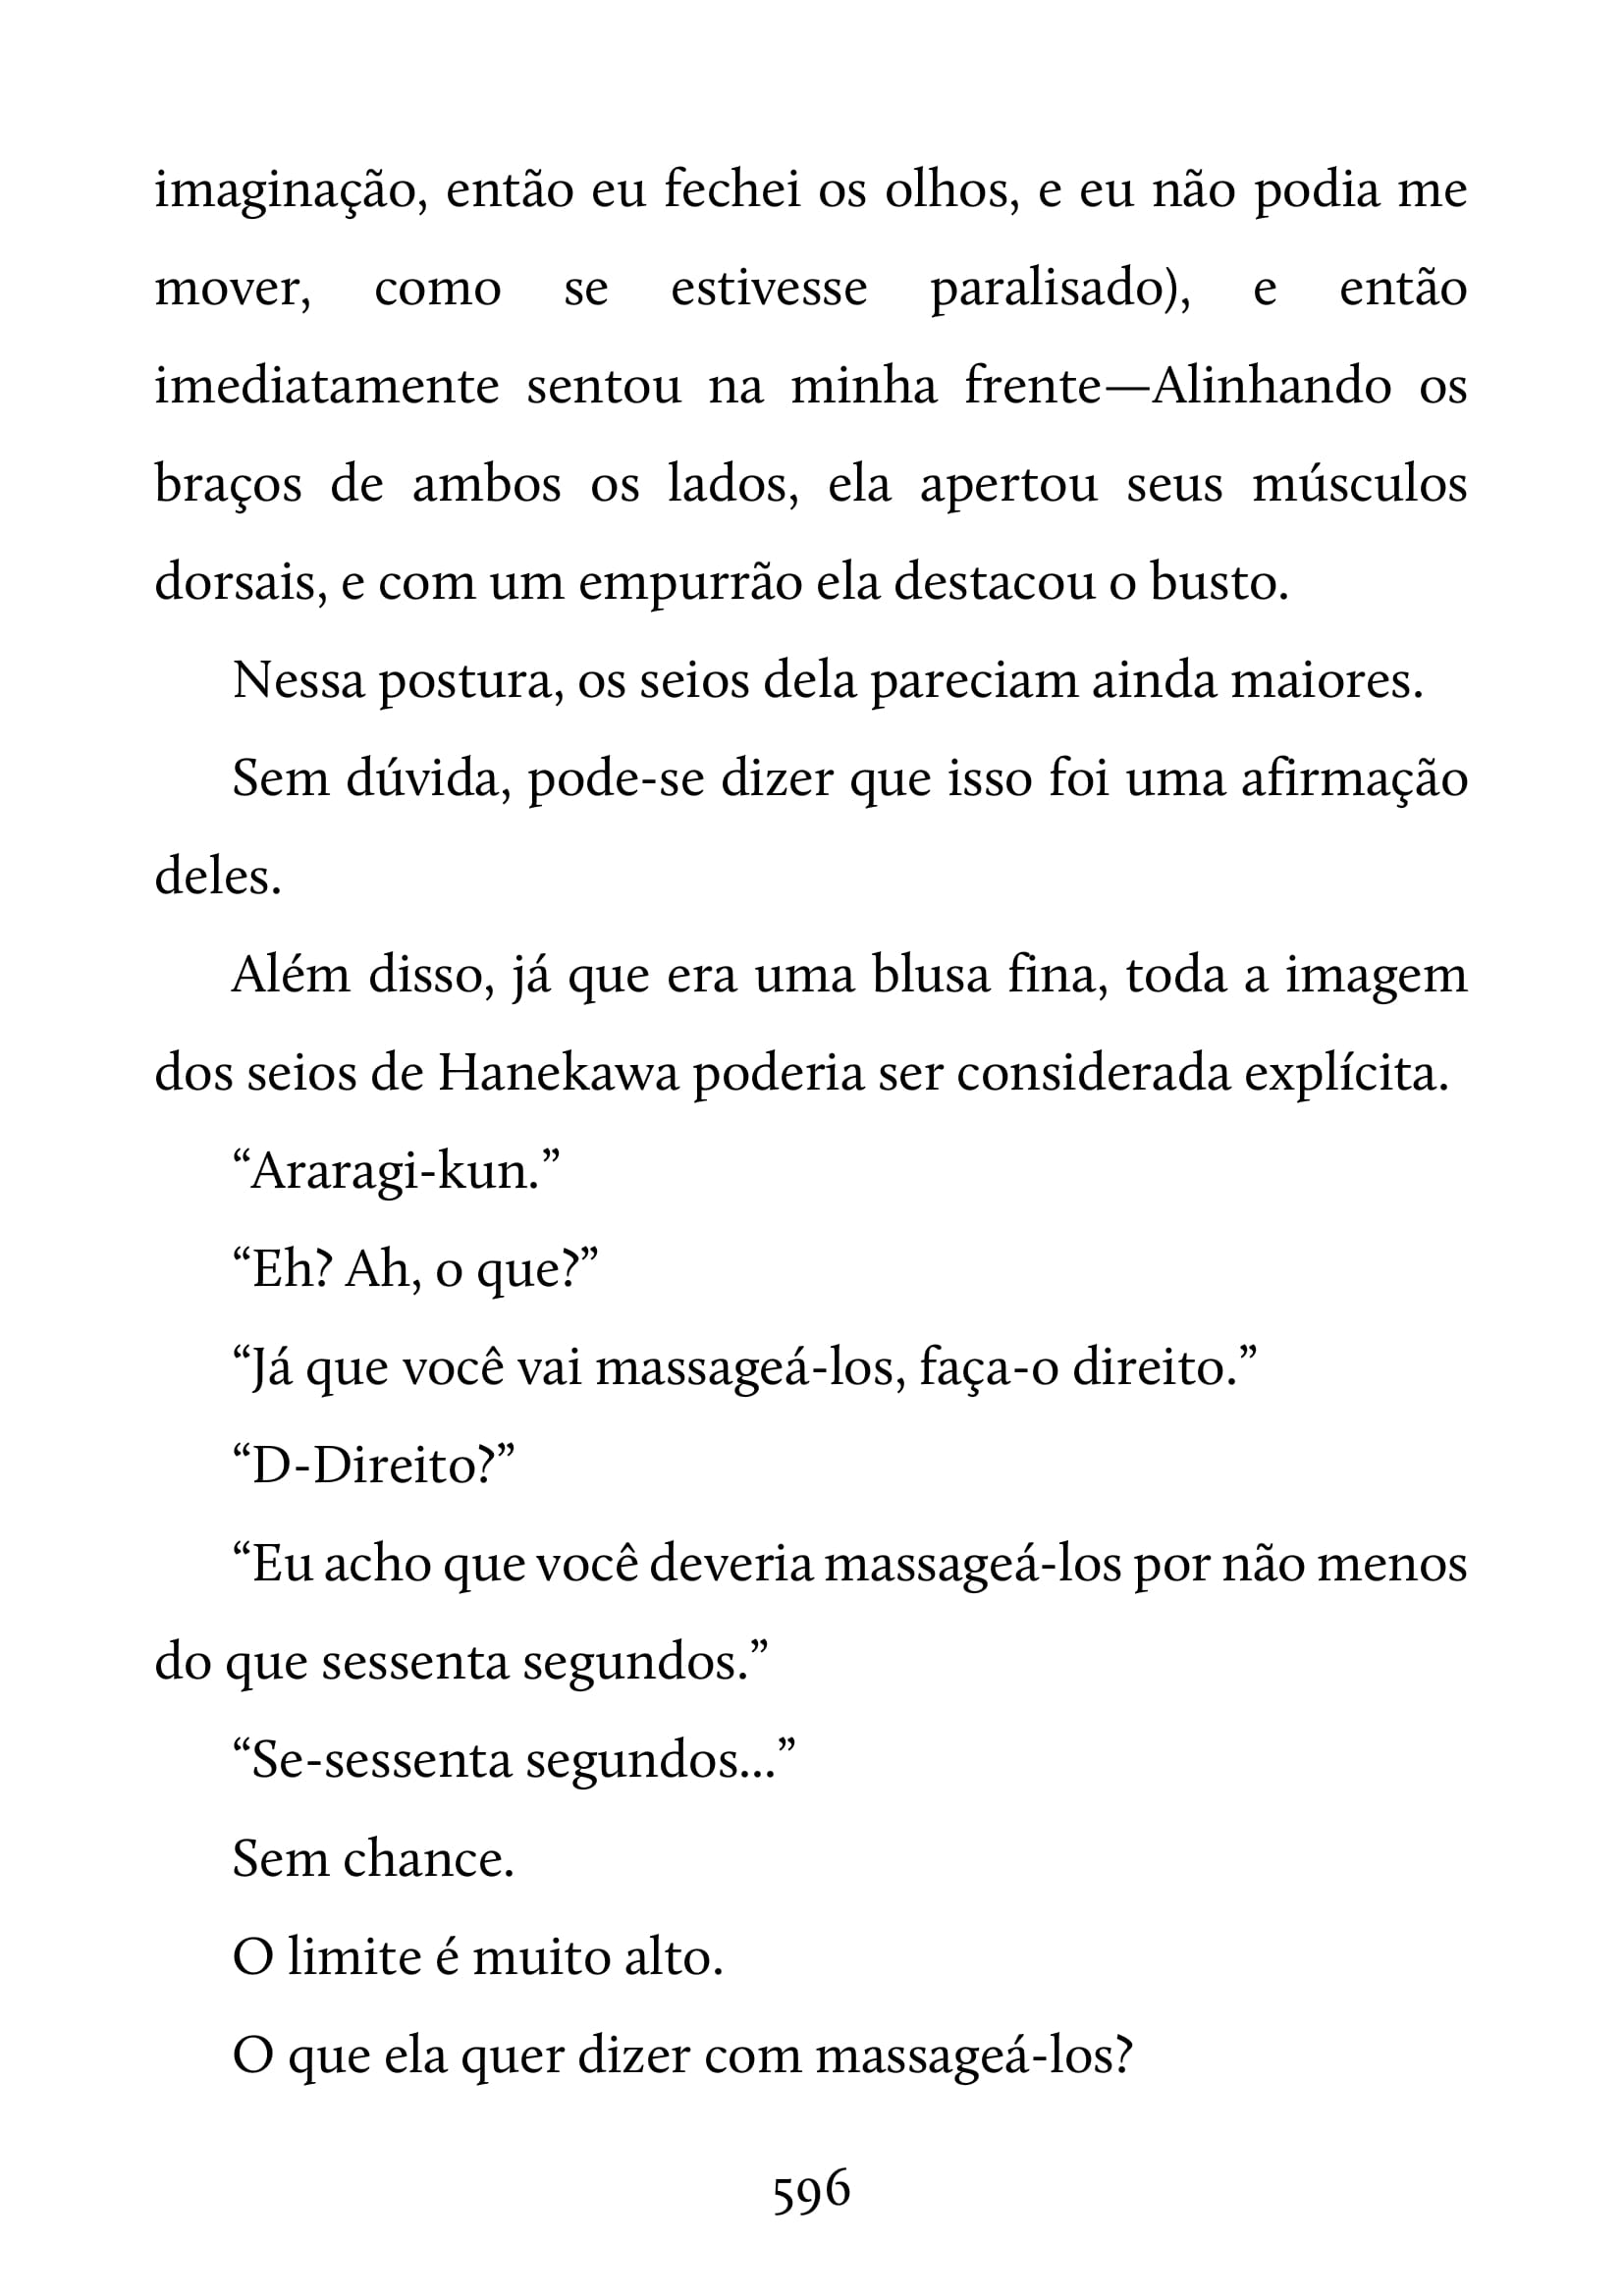 imaginação, então eu fechei os olhos, e eu não podia me
mover, como se estivesse paralisado), e então
imediatamente sentou na minha frente—Alinhando os
braços de ambos os lados, ela apertou seus músculos
dorsais, e com um empurrão ela destacou o busto.
Nessa postura, os seios dela pareciam ainda maiores.
Sem dúvida, pode-se dizer que isso foi uma afirmação
deles.
Além disso, já que era uma blusa fina, toda a imagem
dos seios de Hanekawa poderia ser considerada explícita.
“Araragi-kun.”
“Eh? Ah, o que?”
“Já que você vai massageá-los, faça-o direito.”
“D-Direito?”
“Eu acho que você deveria massageá-los por não menos
do que sessenta segundos.”
“Se-sessenta segundos...”
Sem chance.
O limite é muito alto.
O que ela quer dizer com massageá-los?
596